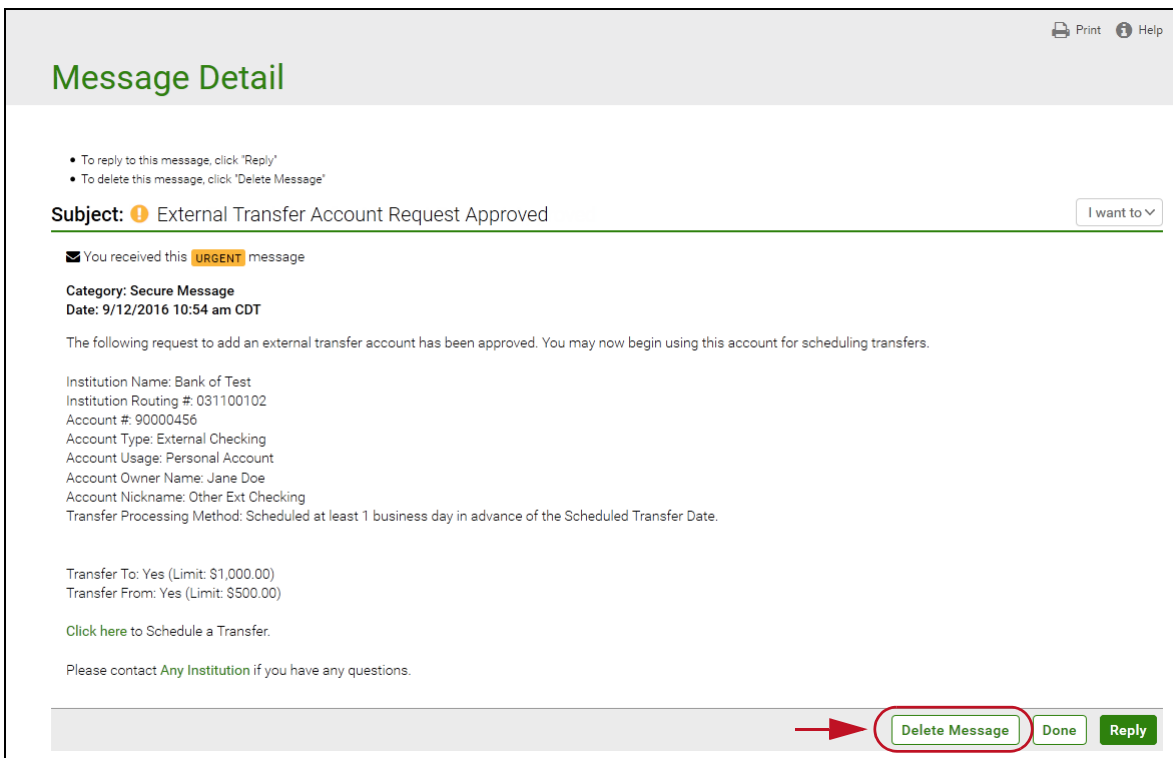 Print Help
Message Detail
• To reply to this message, click "Reply"
• To delete this message, click "Delete Message"
Subject: External Transfer Account Request Approved
I want to
You received this URGENT message
Category: Secure Message
Date: 9/12/2016 10:54 am CDT
The following request to add an external transfer account has been approved. You may now begin using this account for scheduling transfers.
Institution Name: Bank of Test
Institution Routing #: 031100102
Account #: 90000456
Account Type: External Checking
Account Usage: Personal Account
Account Owner Name: Jane Doe
Account Nickname: Other Ext Checking
Transfer Processing Method: Scheduled at least 1 business day in advance of the Scheduled Transfer Date.
Transfer To: Yes (Limit: $1,000.00)
Transfer From: Yes (Limit: $500.00)
Click here to Schedule a Transfer.
Please contact Any Institution if you have any questions.
Delete Message Done Reply